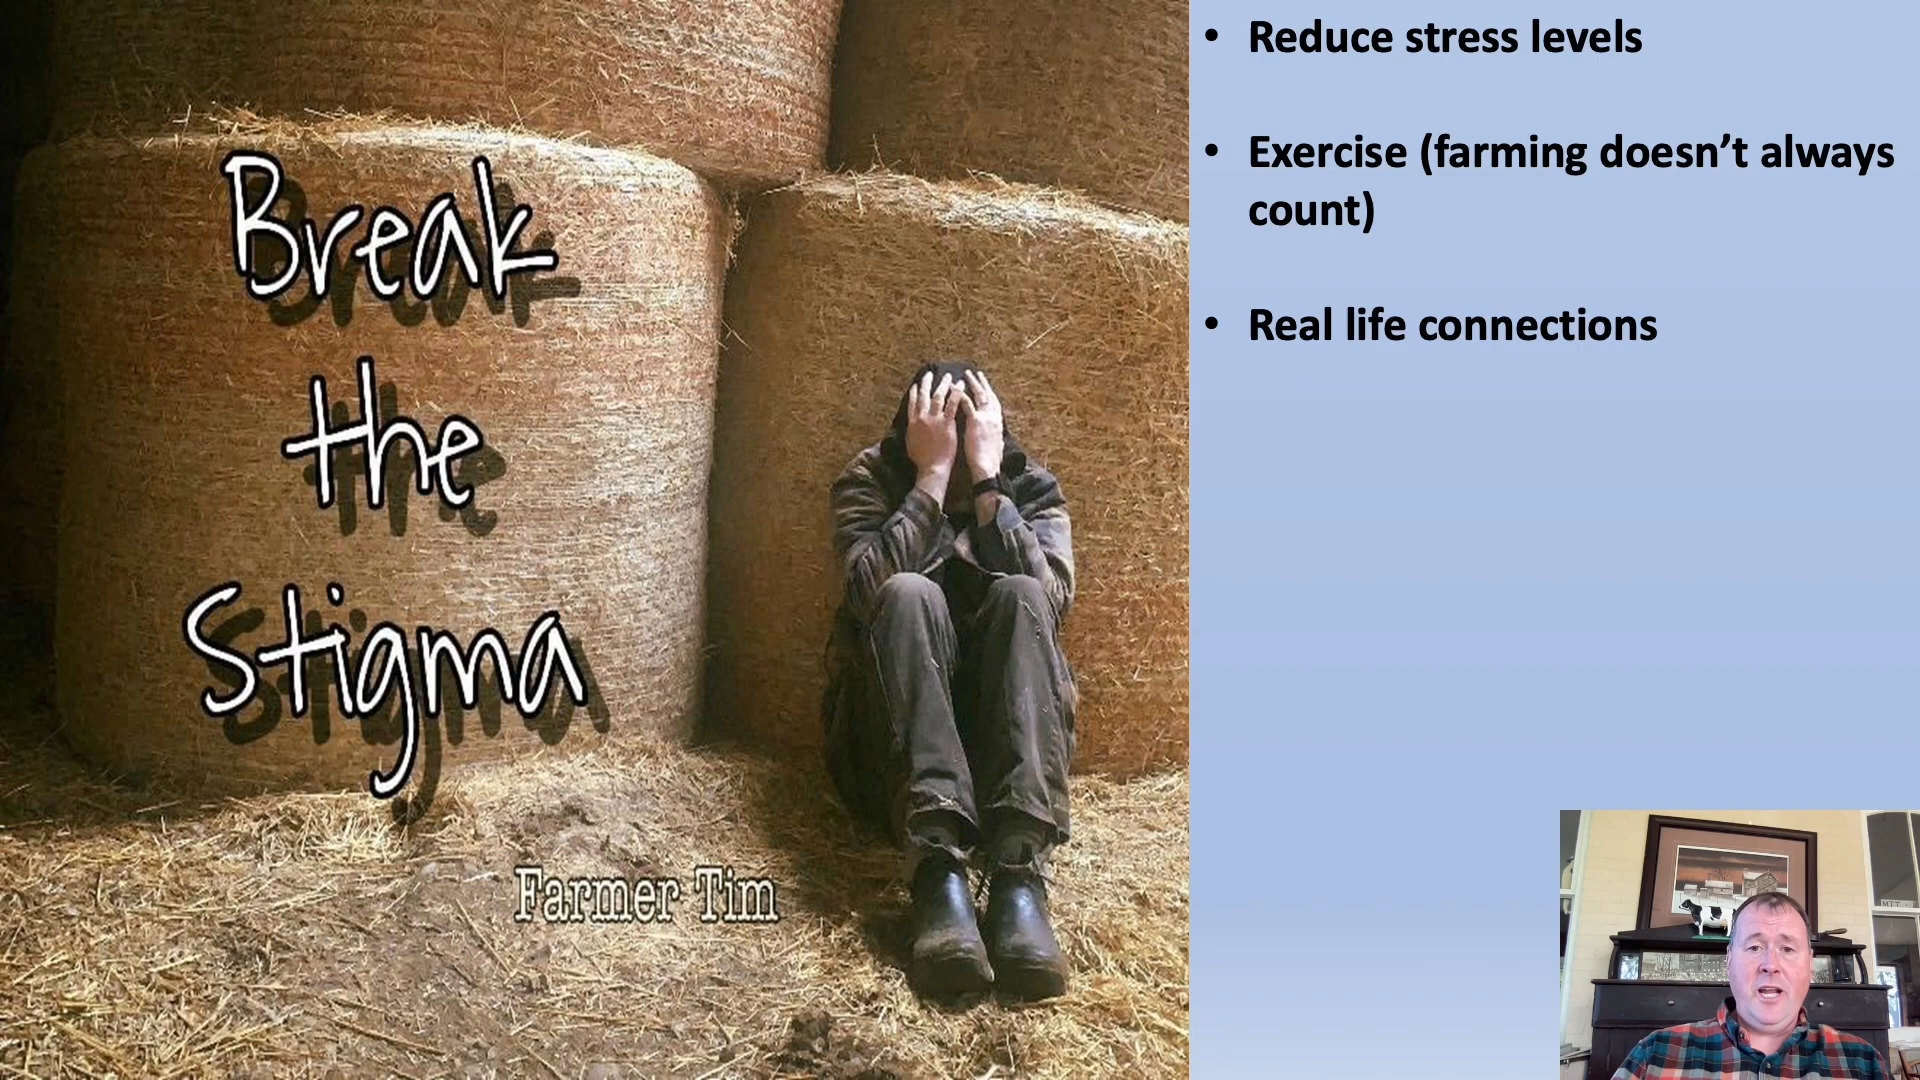 Break
the
Stigma
Farmer Tim
• Reduce stress levels
• Exercise (farming doesn’t always
count)
• Real life connections